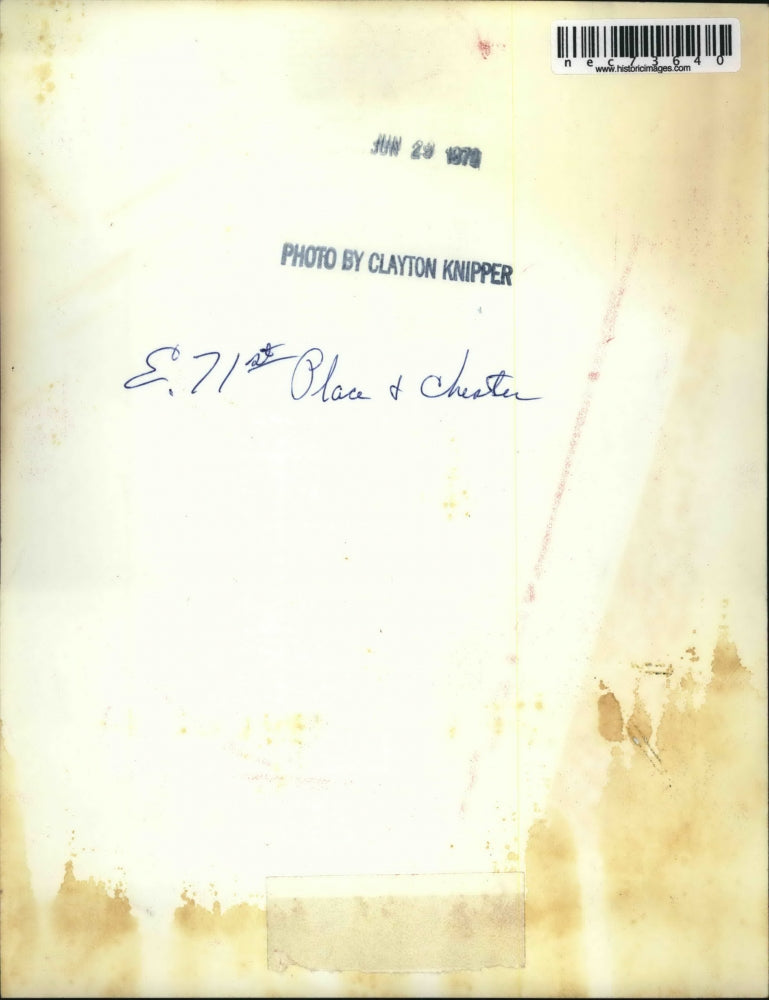 nec73640
www.historicimages.com
JUN 29 1970
PHOTO BY CLAYTON KNIPPER
E. 71st Place & Chester